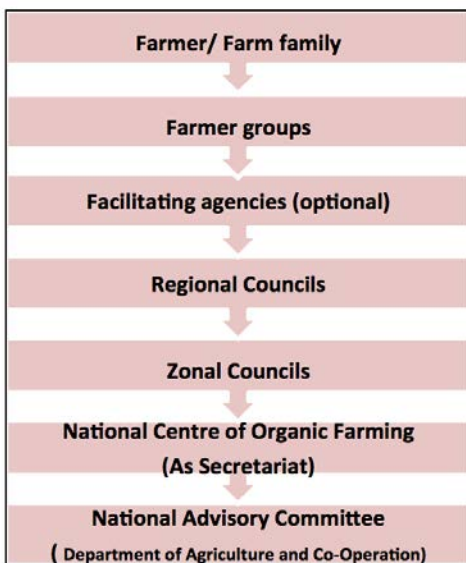 Farmer/ Farm family
Farmer groups
Facilitating agencies (optional)
Regional Councils
Zonal Councils
National Centre of Organic Farming
(As Secretariat)
National Advisory Committee
( Department of Agriculture and Co-Operation)